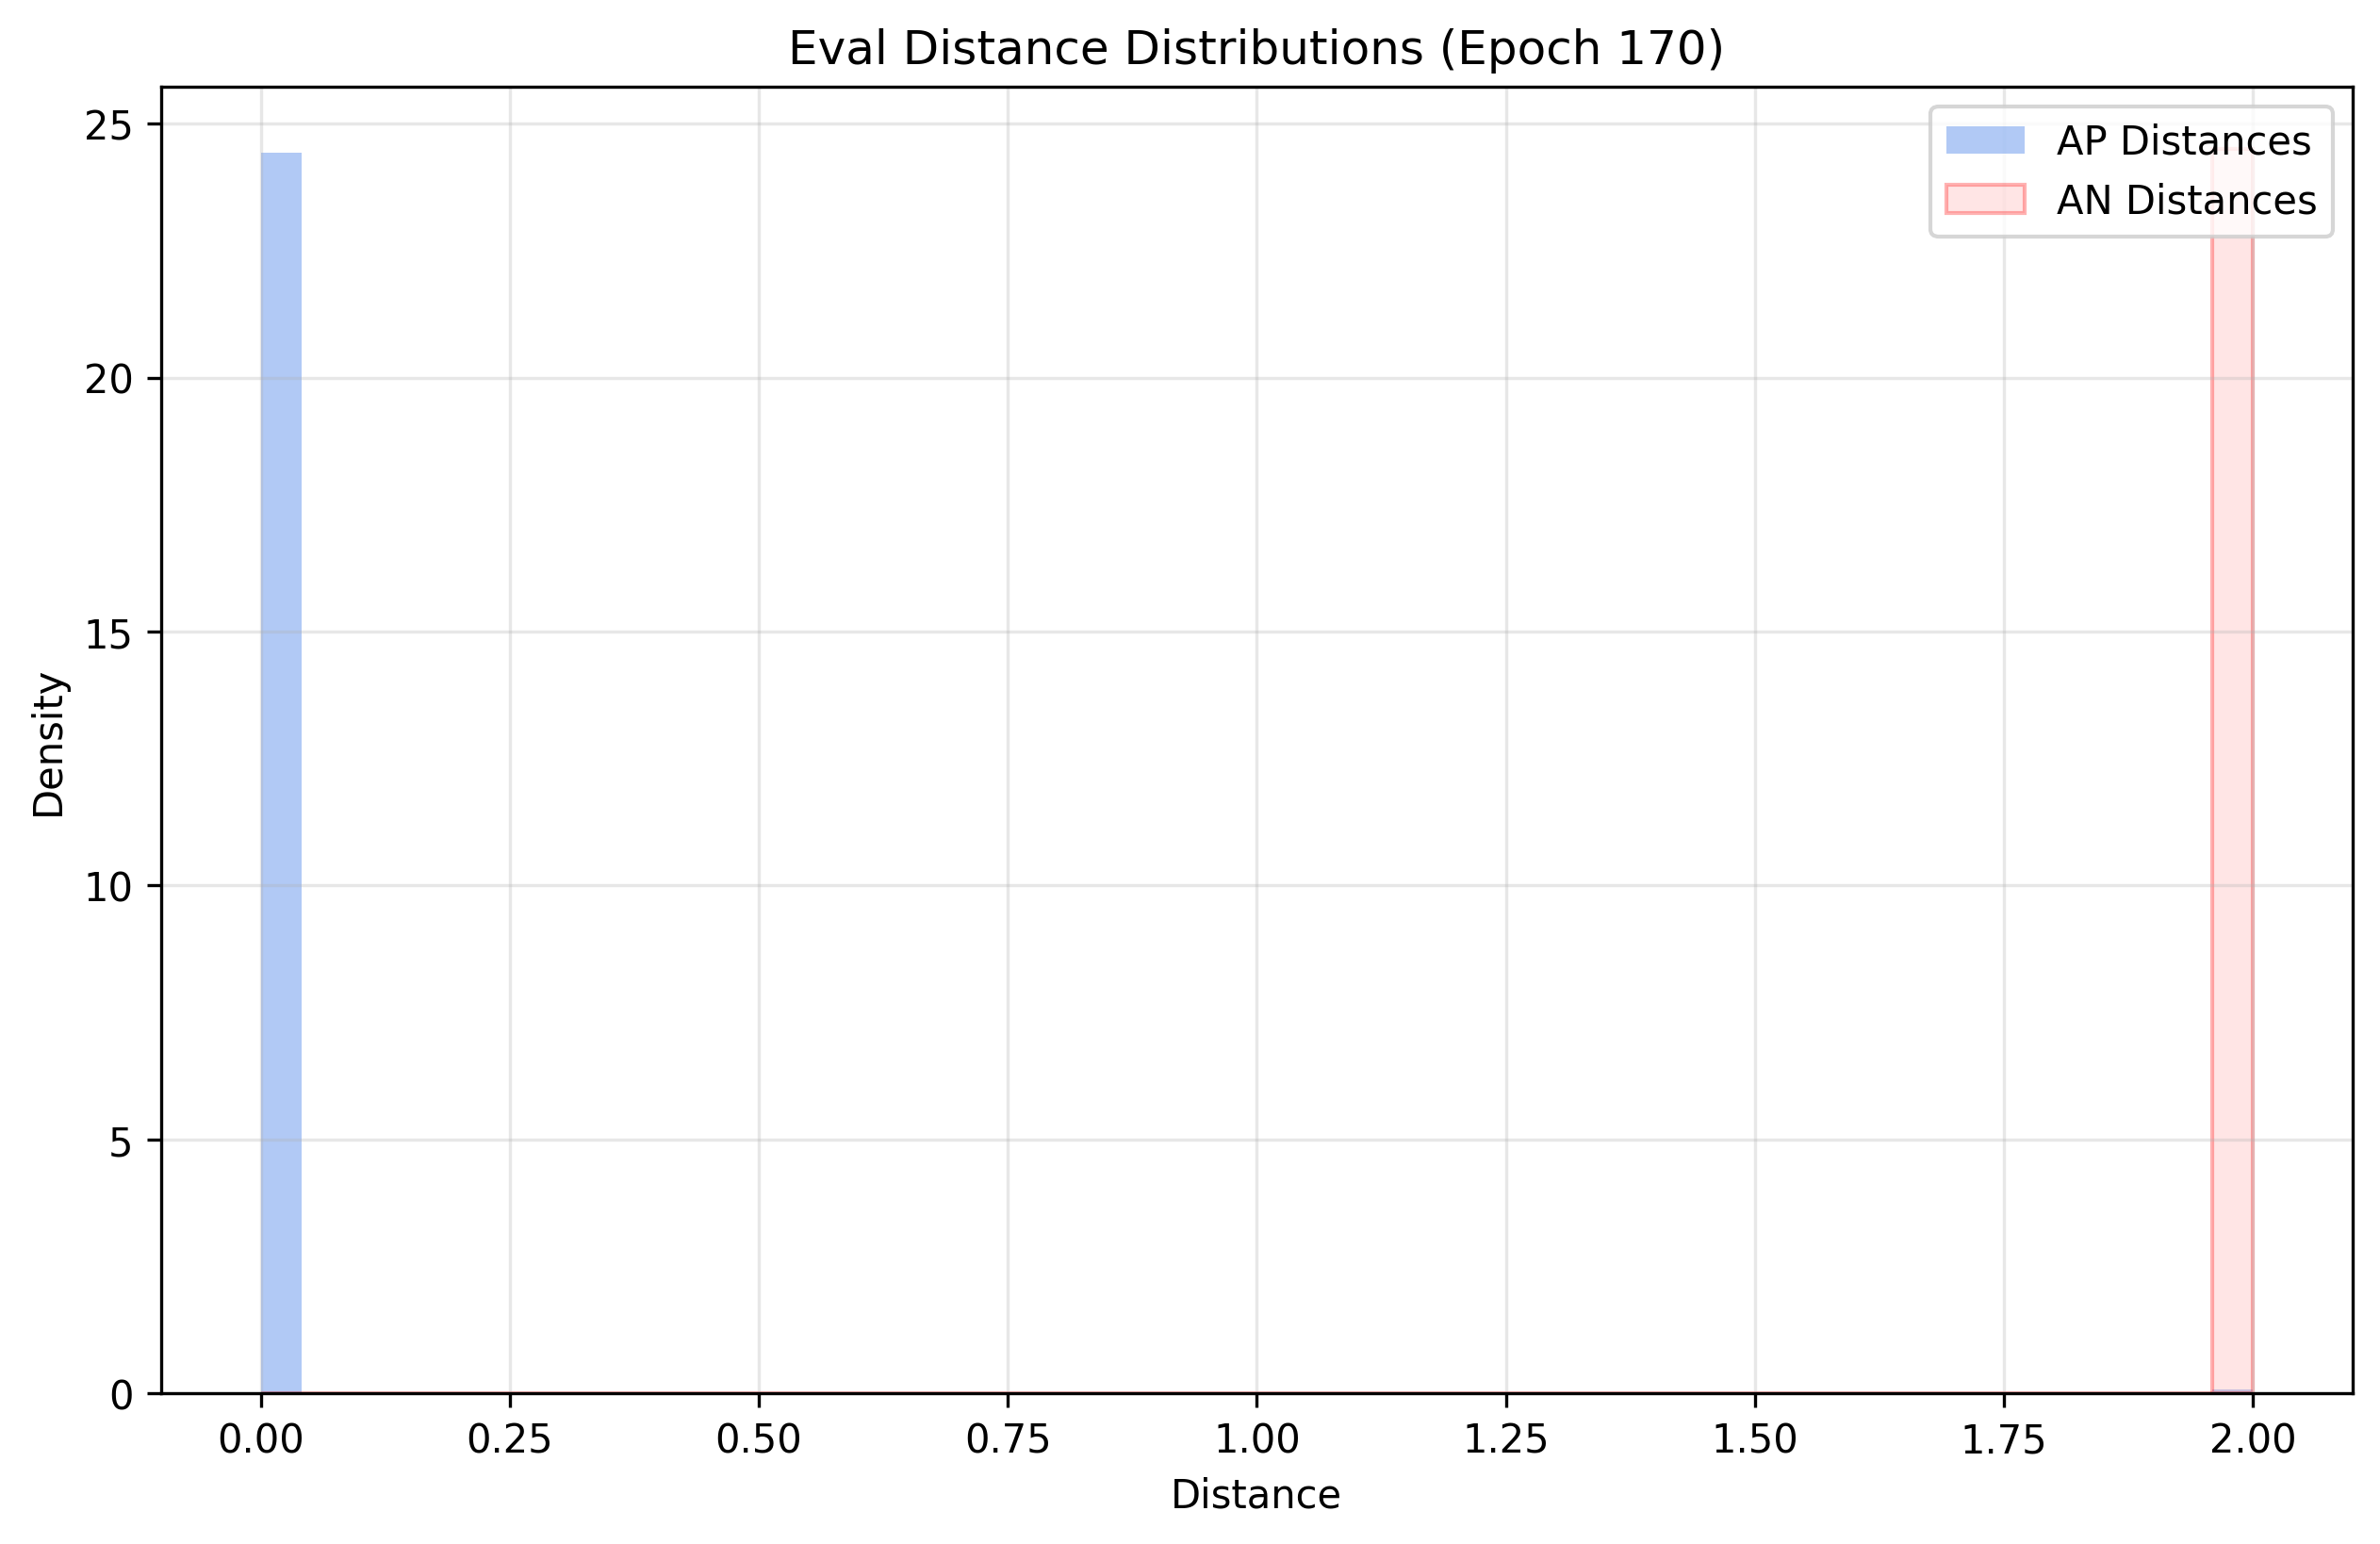 Eval Distance Distributions (Epoch 170)
AP Distances
AN Distances
25
20
15
10
5
0
Density
0.00 0.25 0.50 0.75 1.00 1.25 1.50 1.75 2.00
Distance